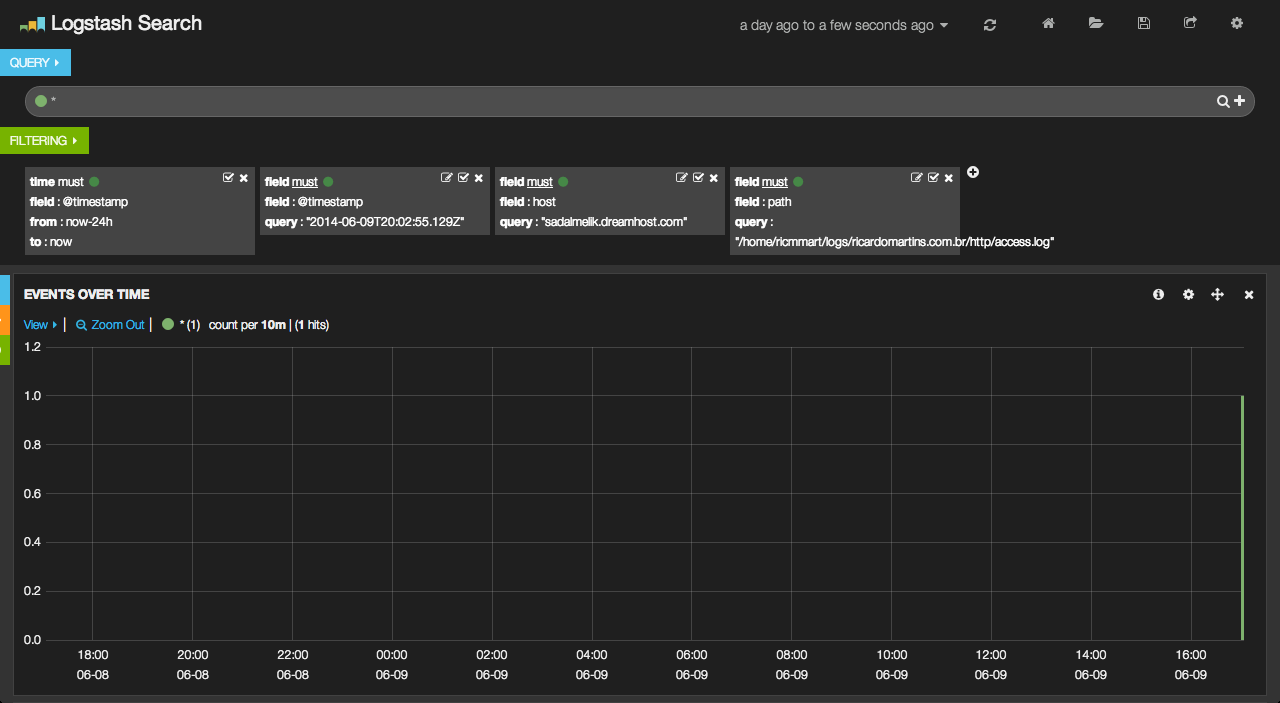 Logstash Search
a day ago to a few seconds ago
QUERY
*
FILTERING
time must
field : @timestamp
from : now-24h
to : now
field must
field : @timestamp
query : "2014-06-09T20:02:55.129Z"
field must
field : host
query : "sadalmelik.dreamhost.com"
field must
field : path
query :
"/home/ricmmart/logs/ricardomartins.com.br/http/access.log"
EVENTS OVER TIME
View | Zoom Out | * (1) count per 10m | (1 hits)
1.2
1.0
0.8
0.6
0.4
0.2
0.0
18:00 20:00 22:00 00:00 02:00 04:00 06:00 08:00 10:00 12:00 14:00 16:00
06-08 06-08 06-08 06-09 06-09 06-09 06-09 06-09 06-09 06-09 06-09 06-09